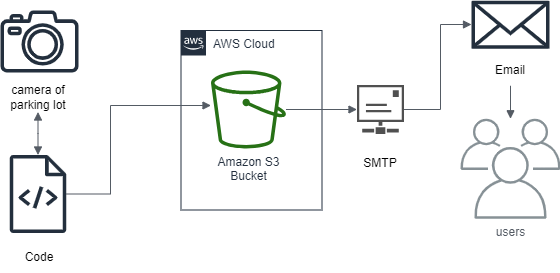 camera of
parking lot
Code
aws
AWS Cloud
Amazon S3
Bucket
SMTP
Email
users